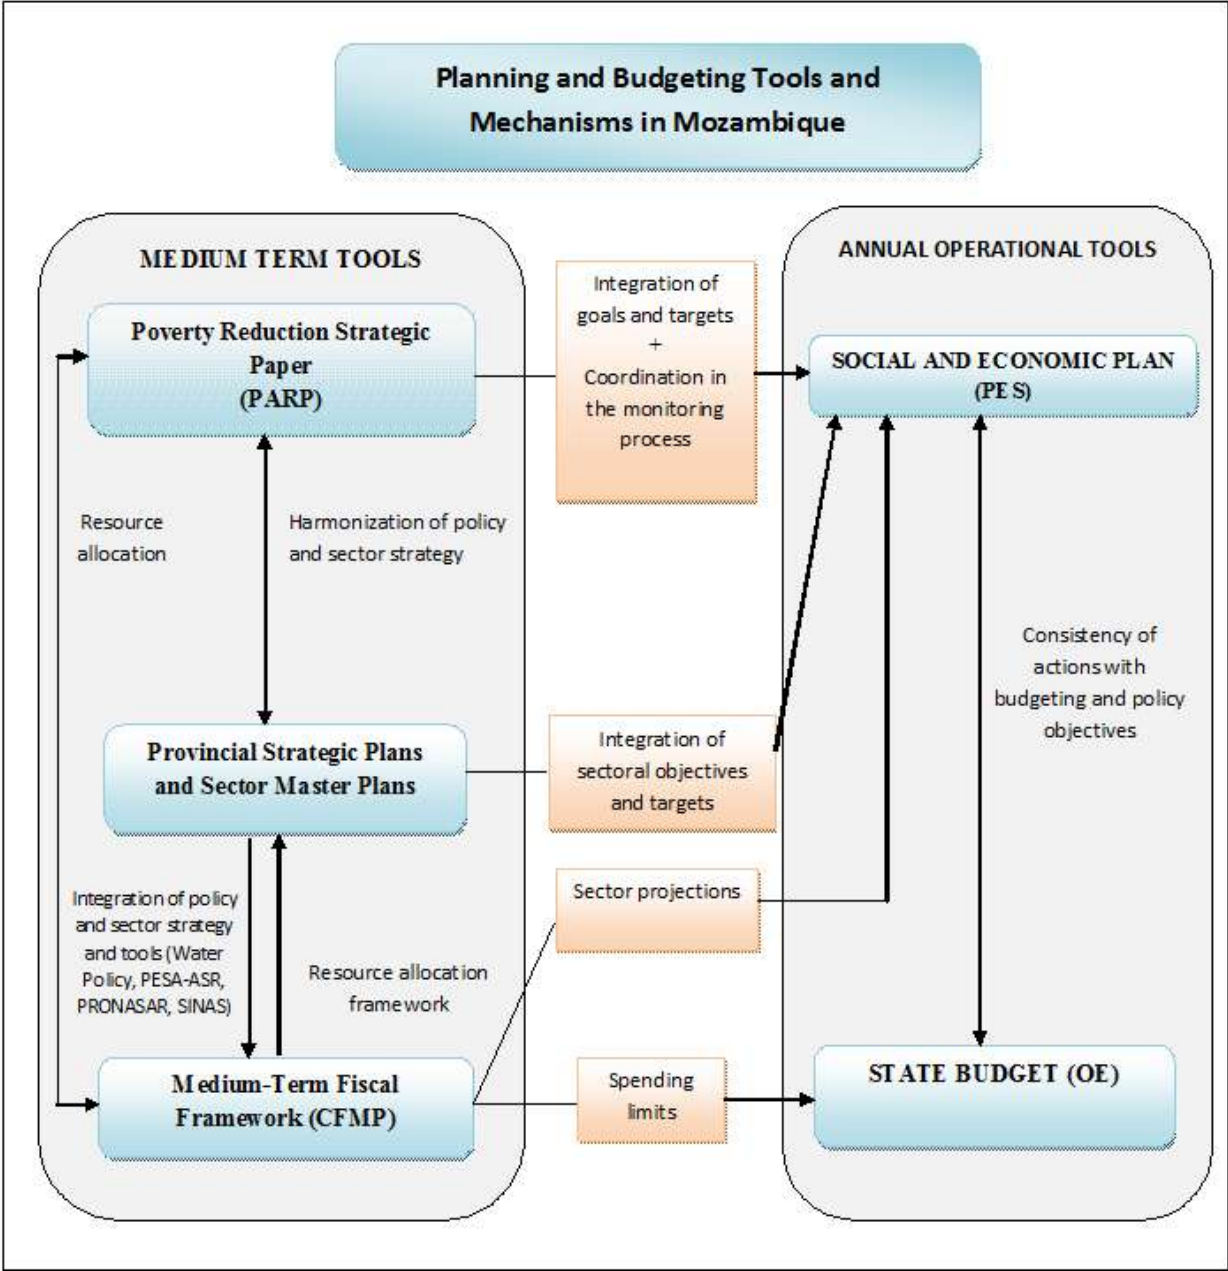 Planning and Budgeting Tools and
Mechanisms in Mozambique
MEDIUM TERM TOOLS
Poverty Reduction Strategic
Paper
(PARP)
Resource
allocation
Harmonization of policy
and sector strategy
Provincial Strategic Plans
and Sector Master Plans
Integration of policy
and sector strategy
and tools (Water
Policy, PESA-ASR,
PRONASAR, SINAS)
Resource allocation
framework
Medium-Term Fiscal
Framework (CFMP)
Integration of
goals and targets
+
Coordination in
the monitoring
process
Integration of
sectoral objectives
and targets
Sector projections
Spending
limits
ANNUAL OPERATIONAL TOOLS
SOCIAL AND ECONOMIC PLAN
(PES)
Consistency of
actions with
budgeting and policy
objectives
STATE BUDGET (OE)